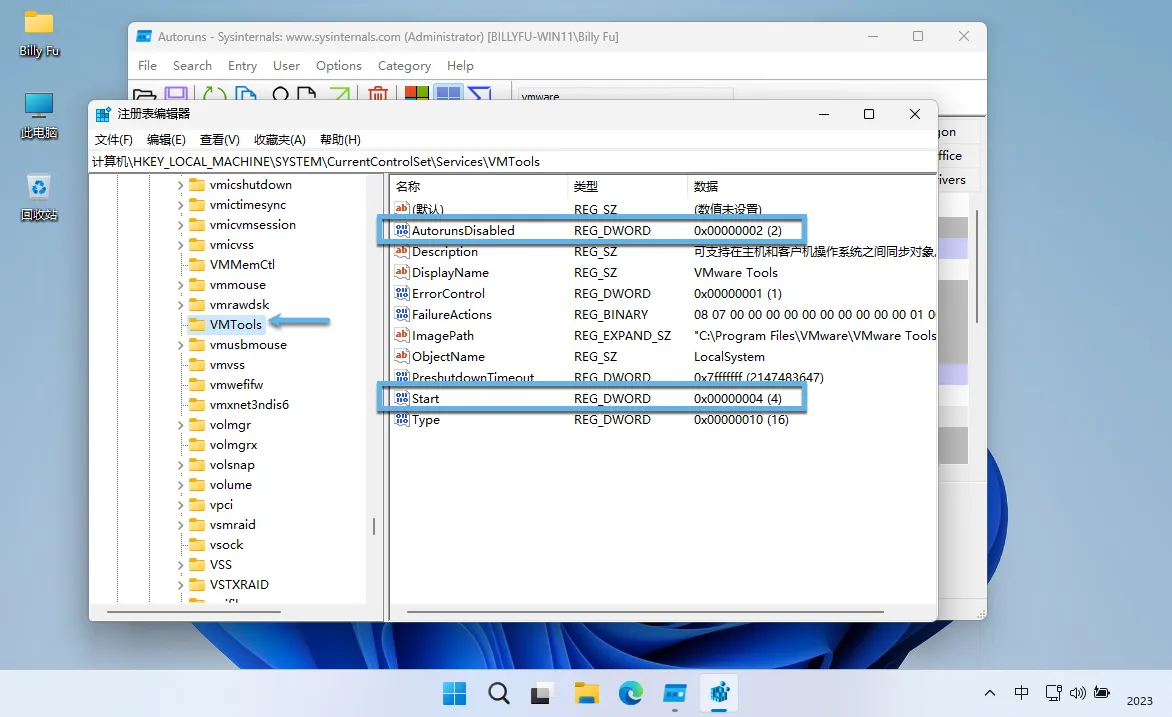 Billy Fu
此电脑
回收站
Autoruns - Sysinternals: www.sysinternals.com (Administrator) [BILLYFU-WIN11\Billy Fu]
File Search Entry User Options Category Help
vmware
注册表编辑器
文件(F) 编辑(E) 查看(V) 收藏夹(A) 帮助(H)
计算机\HKEY_LOCAL_MACHINE\SYSTEM\CurrentControlSet\Services\VMTools
vmicshutdown
vmictimesync
vmicvmsession
vmicvss
VMMemCtl
vmmouse
vmrawdsk
VMTools
vmusbmouse
vmvss
vmwefifw
vmxnet3ndis6
volmgr
volmgrx
volsnap
volume
vpci
vsmraid
vsock
VSS
VSTXRAID
名称 类型 数据
(默认) REG_SZ (数值未设置)
AutorunsDisabled REG_DWORD 0x00000002 (2)
Description REG_SZ 可支持在主机和客户机操作系统之间同步对象。
DisplayName REG_SZ VMware Tools
ErrorControl REG_DWORD 0x00000001 (1)
FailureActions REG_BINARY 08 07 00 00 00 00 00 00 00 00 00 00 01 0
ImagePath REG_EXPAND_SZ "C:\Program Files\VMware\VMware Tools
ObjectName REG_SZ LocalSystem
PreshutdownTimeout REG_DWORD 0x7fffffff (2147483647)
Start REG_DWORD 0x00000004 (4)
Type REG_DWORD 0x00000010 (16)
gon
ffice
ivers
中
2023